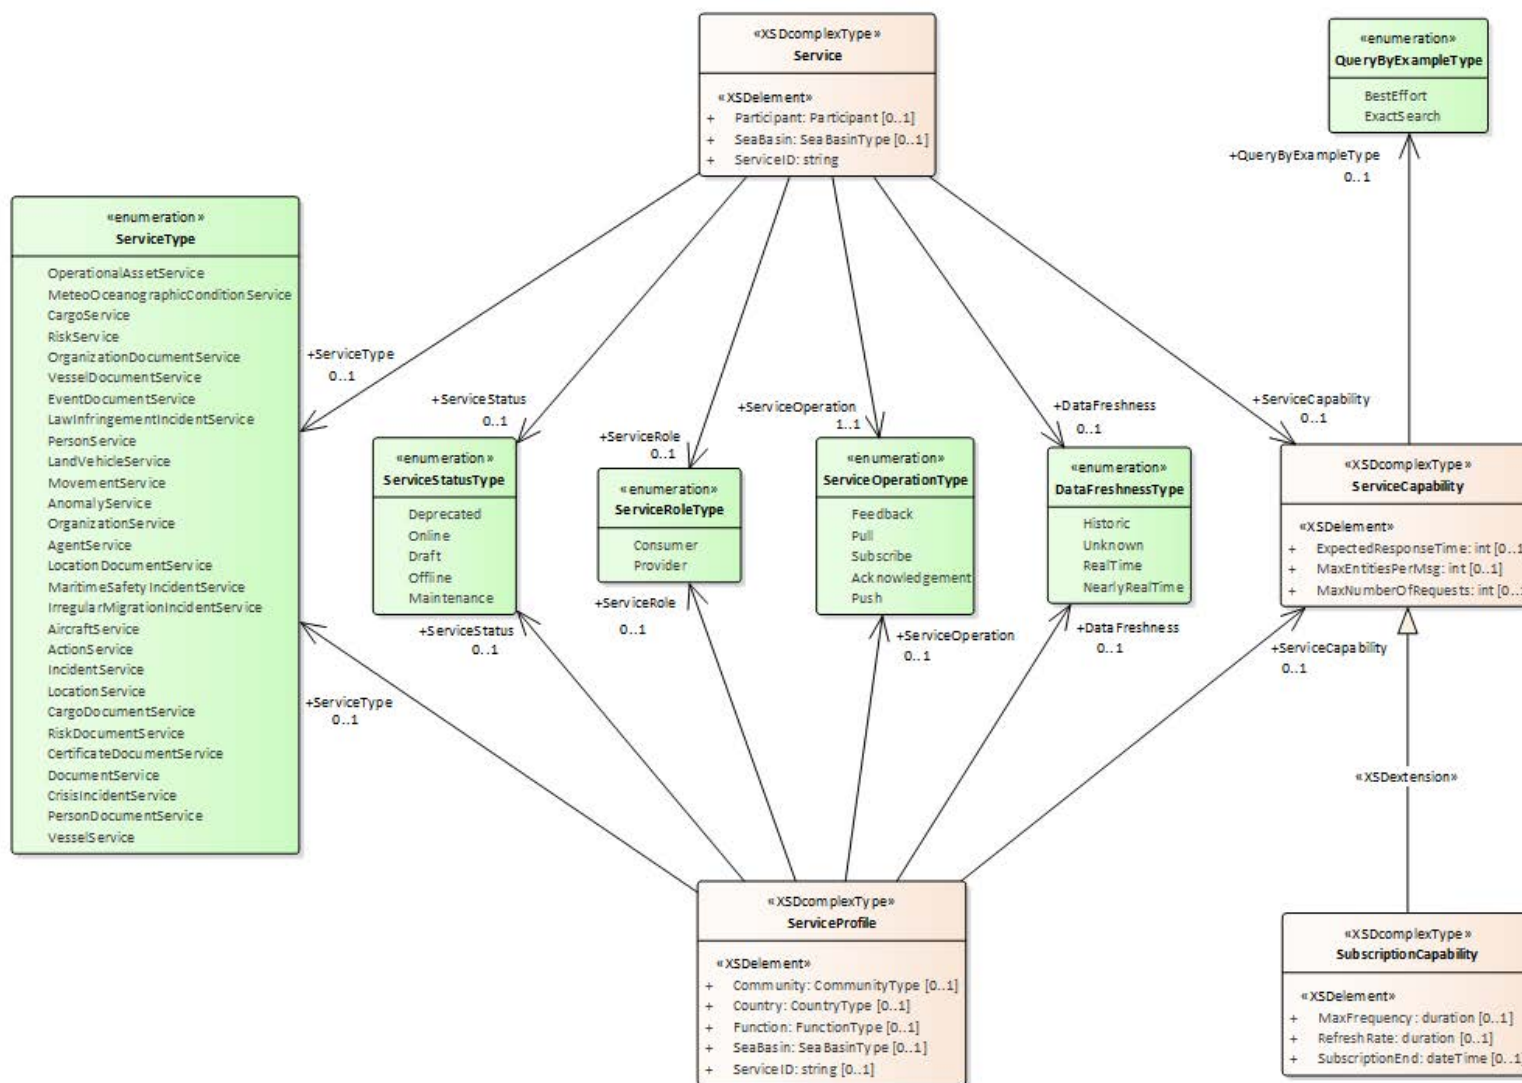 «XSDcomplexType»
Service
«XSDelement»
+ Participant: Participant [0..1]
+ SeaBasin: SeaBasinType [0..1]
+ ServiceID: string
«enumeration»
QueryByExampleType
BestEffort
ExactSearch
+QueryByExampleType
0..1
«enumeration»
ServiceType
OperationalAssetService
MeteoOceanographicConditionService
CargoService
RiskService
OrganizationDocumentService
VesselDocumentService
EventDocumentService
LawInfringementIncidentService
PersonService
LandVehicleService
MovementService
AnomalyService
OrganizationService
AgentService
LocationDocumentService
MaritimeSafetyIncidentService
IrregularMigrationIncidentService
AircraftService
ActionService
IncidentService
LocationService
CargoDocumentService
RiskDocumentService
CertificateDocumentService
DocumentService
CrisisIncidentService
PersonDocumentService
VesselService
+ServiceType
0..1
+ServiceStatus
0..1
+ServiceRole
0..1
+ServiceOperation
1..1
+DataFreshness
0..1
+ServiceCapability
0..1
«enumeration»
ServiceStatusType
Deprecated
Online
Draft
Offline
Maintenance
«enumeration»
ServiceRoleType
Consumer
Provider
«enumeration»
ServiceOperationType
Feedback
Pull
Subscribe
Acknowledgement
Push
«enumeration»
DataFreshnessType
Historic
Unknown
RealTime
NearlyRealTime
«XSDcomplexType»
ServiceCapability
«XSDelement»
+ ExpectedResponseTime: int [0..1
+ MaxEntitiesPerMsg: int [0..1]
+ MaxNumberOfRequests: int [0..1
+ServiceType
0..1
+ServiceStatus
0..1
+ServiceRole
0..1
+ServiceOperation
0..1
+DataFreshness
0..1
+ServiceCapability
0..1
«XSDextension»
«XSDcomplexType»
ServiceProfile
«XSDelement»
+ Community: CommunityType [0..1]
+ Country: CountryType [0..1]
+ Function: FunctionType [0..1]
+ SeaBasin: SeaBasinType [0..1]
+ ServiceID: string [0..1]
«XSDcomplexType»
SubscriptionCapability
«XSDelement»
+ MaxFrequency: duration [0..1]
+ RefreshRate: duration [0..1]
+ SubscriptionEnd: dateTime [0..1